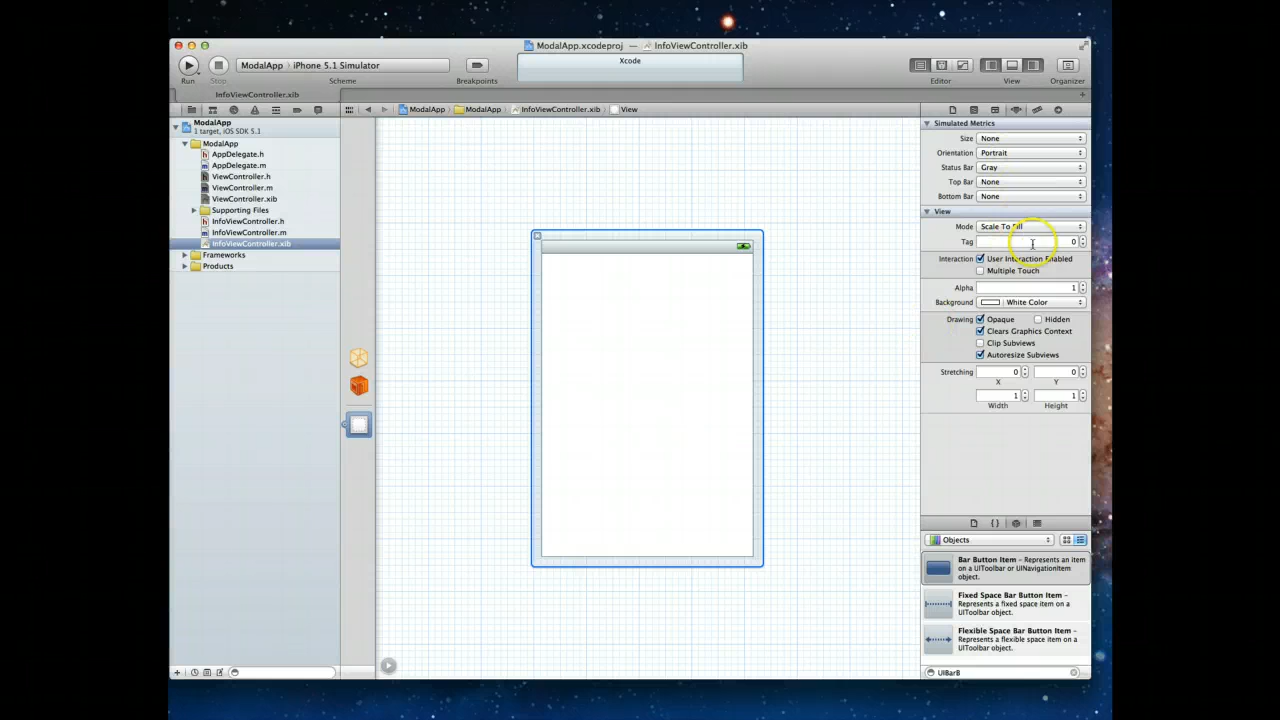 ModalApp.xcodeproj — InfoViewController.xib
Xcode
ModalApp iPhone 5.1 Simulator
Run Stop Scheme Breakpoints Editor View Organizer
InfoViewController.xib
ModalApp ModalApp InfoViewController.xib View
ModalApp
1 target, iOS SDK 5.1
ModalApp
AppDelegate.h
AppDelegate.m
ViewController.h
ViewController.m
ViewController.xib
Supporting Files
InfoViewController.h
InfoViewController.m
InfoViewController.xib
Frameworks
Products
Simulated Metrics
Size None
Orientation Portrait
Status Bar Gray
Top Bar None
Bottom Bar None
View
Mode Scale To Fill
Tag 0
Interaction User Interaction Enabled
Multiple Touch
Alpha 1
Background White Color
Drawing Opaque Hidden
Clears Graphics Context
Clip Subviews
Autoresize Subviews
Stretching 0 0
X Y
1 1
Width Height
{}
Objects
Bar Button Item – Represents an item
on a UIToolbar or UINavigationItem
object.
Fixed Space Bar Button Item –
Represents a fixed space item on a
UIToolbar object.
Flexible Space Bar Button Item –
Represents a flexible space item on a
UIToolbar object.
UIBarB